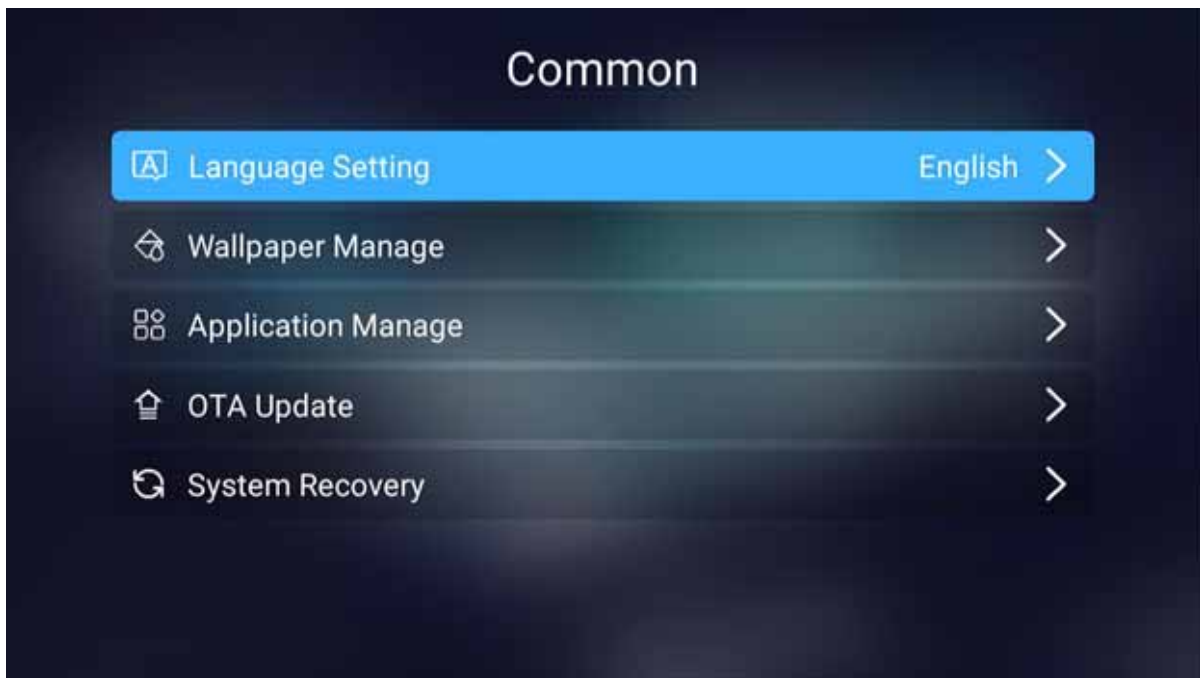 Common
Language Setting English
Wallpaper Manage
Application Manage
OTA Update
System Recovery